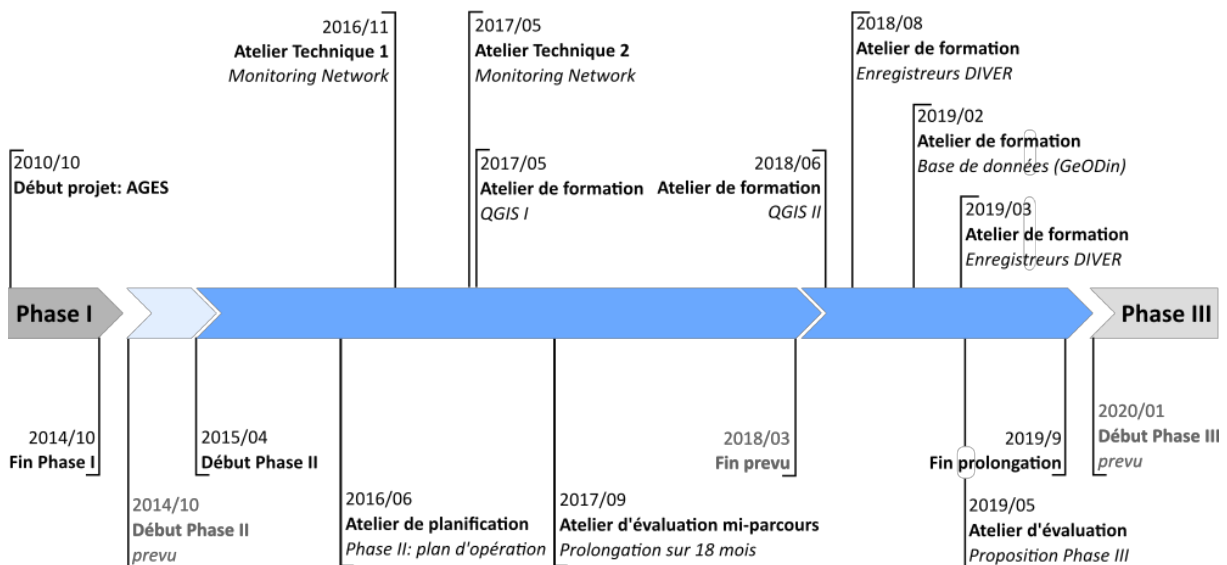 2016/11
Atelier Technique 1
Monitoring Network
2017/05
Atelier Technique 2
Monitoring Network
2018/08
Atelier de formation
Enregistreurs DIVER
2019/02
Atelier de formation
Base de données (GeODin)
2010/10
Début projet: AGES
2017/05
Atelier de formation
QGIS I
2018/06
Atelier de formation
QGIS II
2019/03
Atelier de formation
Enregistreurs DIVER
Phase I
Phase III
2014/10
Fin Phase I
2015/04
Début Phase II
2018/03
Fin prevu
2019/9
Fin prolongation
2020/01
Début Phase III
prevu
2014/10
Début Phase II
prevu
2016/06
Atelier de planification
Phase II: plan d'opération
2017/09
Atelier d'évaluation mi-parcours
Prolongation sur 18 mois
2019/05
Atelier d'évaluation
Proposition Phase III